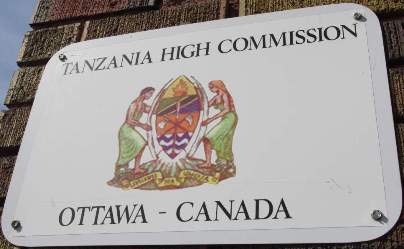 TANZANIA HIGH COMMISSION
OTTAWA - CANADA